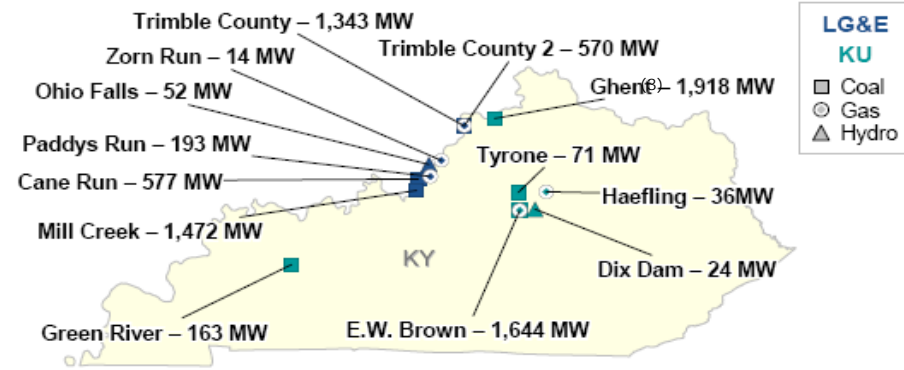 Trimble County – 1,343 MW
Zorn Run – 14 MW
Trimble County 2 – 570 MW
Ohio Falls – 52 MW
Ghent(8)– 1,918 MW
Paddys Run – 193 MW
Tyrone – 71 MW
Cane Run – 577 MW
Haefling – 36MW
Mill Creek – 1,472 MW
KY
Dix Dam – 24 MW
Green River – 163 MW
E.W. Brown – 1,644 MW
LG&E
KU
Coal
Gas
Hydro